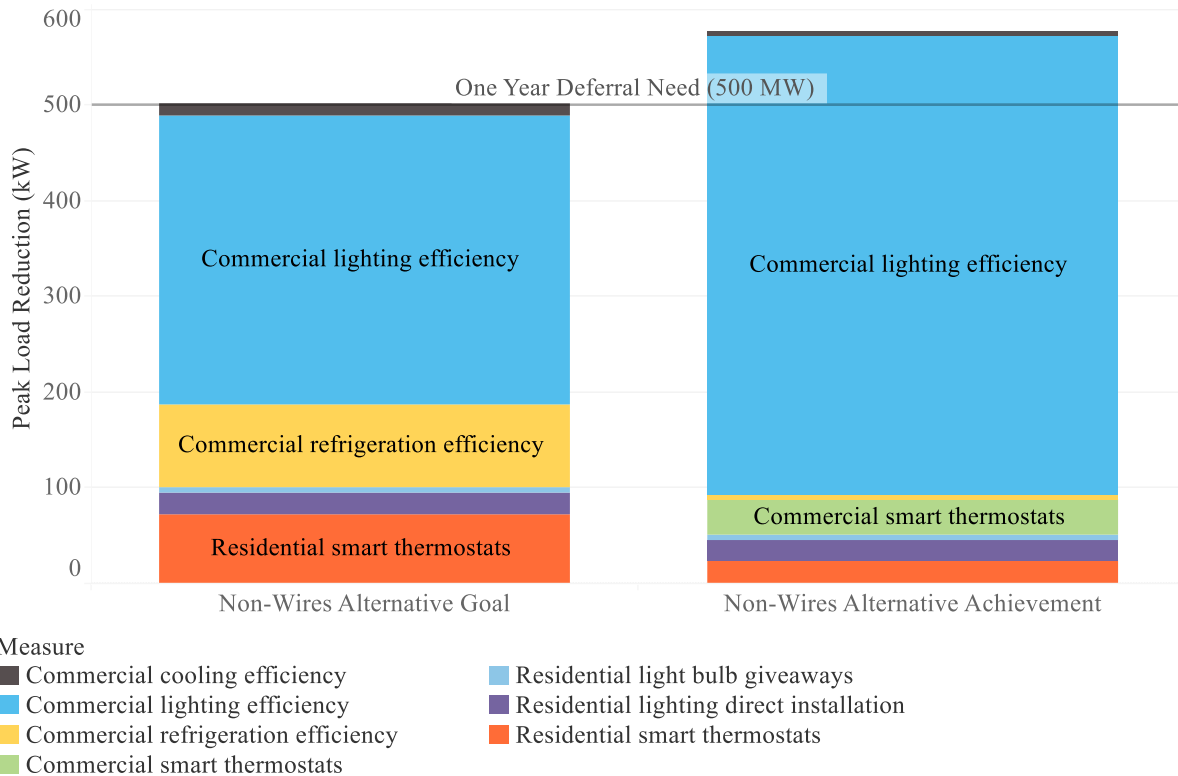 600
One Year Deferral Need (500 MW)
500
400
300
200
100
0
Peak Load Reduction (kW)
Commercial lighting efficiency
Commercial refrigeration efficiency
Residential smart thermostats
Commercial lighting efficiency
Commercial smart thermostats
Non-Wires Alternative Goal
Non-Wires Alternative Achievement
Measure
Commercial cooling efficiency
Commercial lighting efficiency
Commercial refrigeration efficiency
Commercial smart thermostats
Residential light bulb giveaways
Residential lighting direct installation
Residential smart thermostats